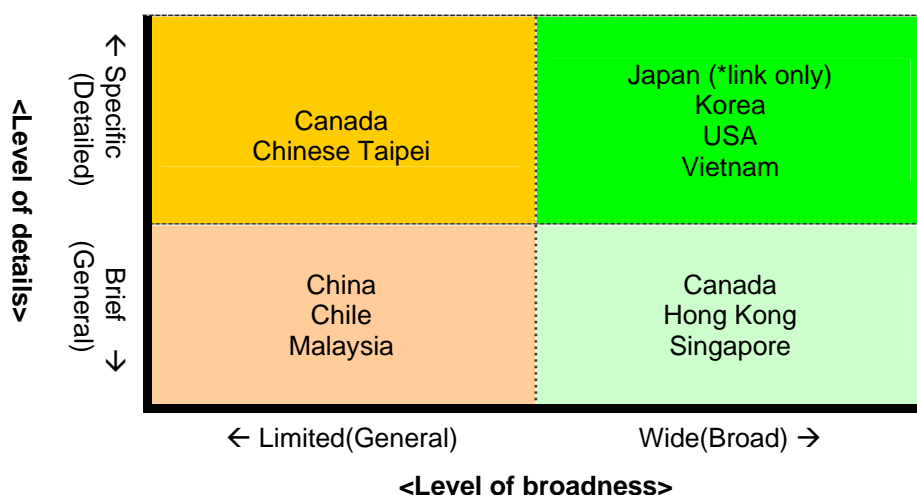 <Level of details>
← Specific
(Detailed)
Brief →
(General)
Canada
Chinese Taipei
Japan (*link only)
Korea
USA
Vietnam
China
Chile
Malaysia
Canada
Hong Kong
Singapore
← Limited(General)
Wide(Broad) →
<Level of broadness>